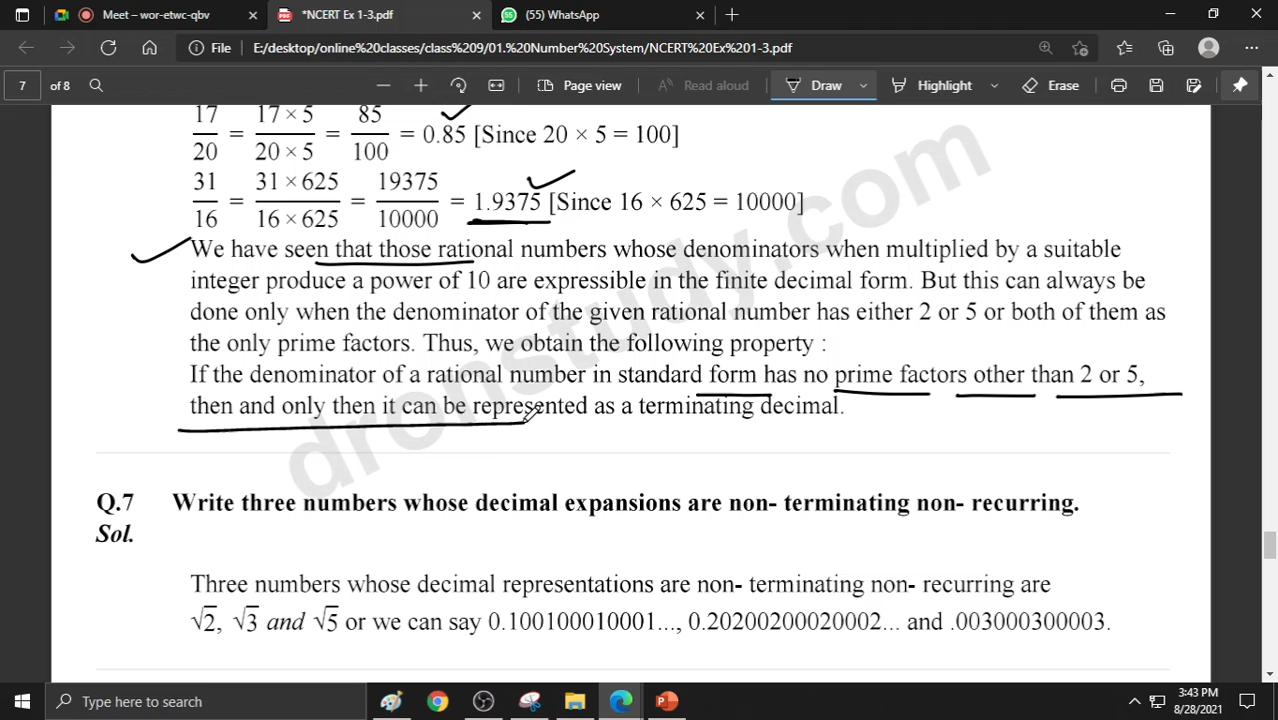 Meet – wor-etwc-qbv
*NCERT Ex 1-3.pdf
(55) WhatsApp
File E:/desktop/online%20classes/class%209/01.%20Number%20System/NCERT%20Ex%201-3.pdf
7 of 8 Page view Read aloud Draw Highlight Erase
17/20 = 17 × 5/20 × 5 = 85/100 = 0.85 [Since 20 × 5 = 100]
31/16 = 31 × 625/16 × 625 = 19375/10000 = 1.9375 [Since 16 × 625 = 10000]
We have seen that those rational numbers whose denominators when multiplied by a suitable
integer produce a power of 10 are expressible in the finite decimal form. But this can always be
done only when the denominator of the given rational number has either 2 or 5 or both of them as
the only prime factors. Thus, we obtain the following property :
If the denominator of a rational number in standard form has no prime factors other than 2 or 5,
then and only then it can be represented as a terminating decimal.
dronstudy.com
Q.7 Write three numbers whose decimal expansions are non- terminating non- recurring.
Sol.
Three numbers whose decimal representations are non- terminating non- recurring are
√2, √3 and √5 or we can say 0.100100010001..., 0.20200200020002... and .003000300003.
Type here to search
3:43 PM
8/28/2021